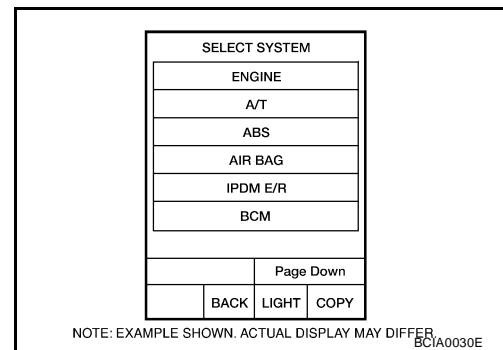 SELECT SYSTEM
ENGINE
A/T
ABS
AIR BAG
IPDM E/R
BCM
Page Down
BACK LIGHT COPY
NOTE: EXAMPLE SHOWN. ACTUAL DISPLAY MAY DIFFER.
BCIA0030E